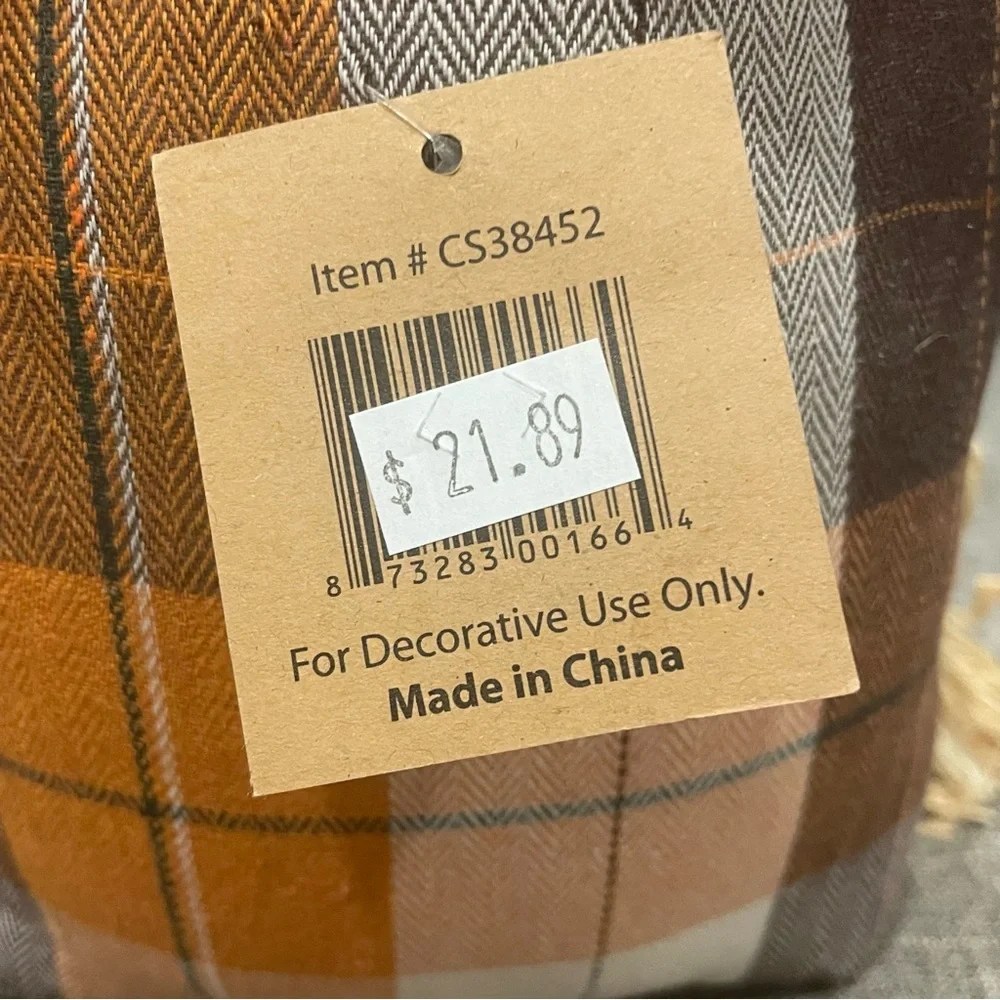 Item # CS38452
$ 21.89
8 73283 00166 4
For Decorative Use Only.
Made in China